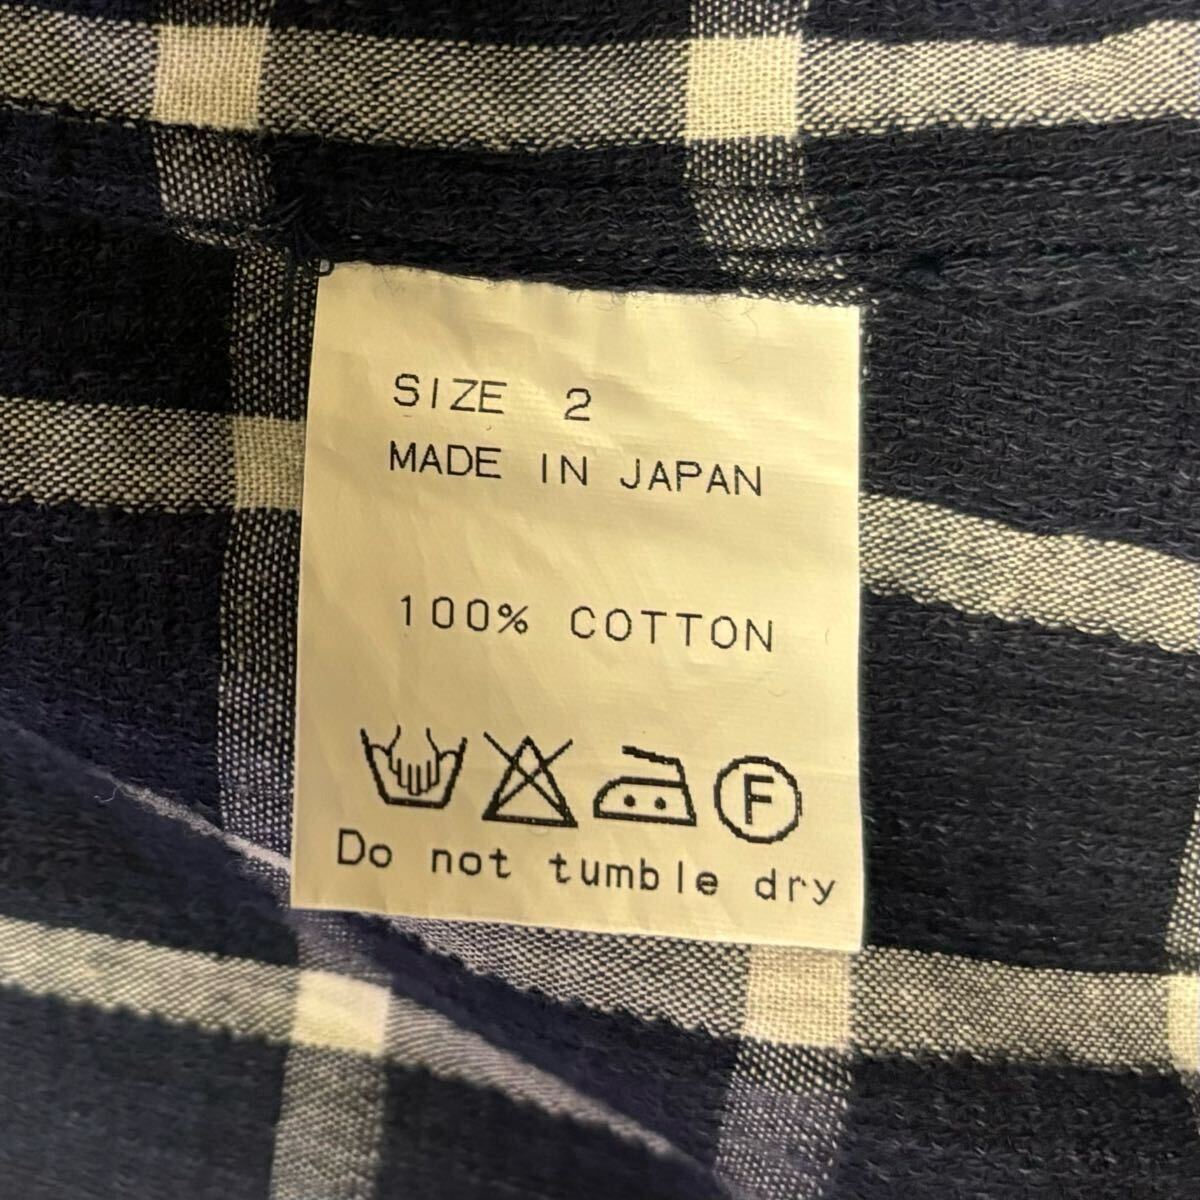 SIZE 2
MADE IN JAPAN
100% COTTON
F
Do not tumble dry